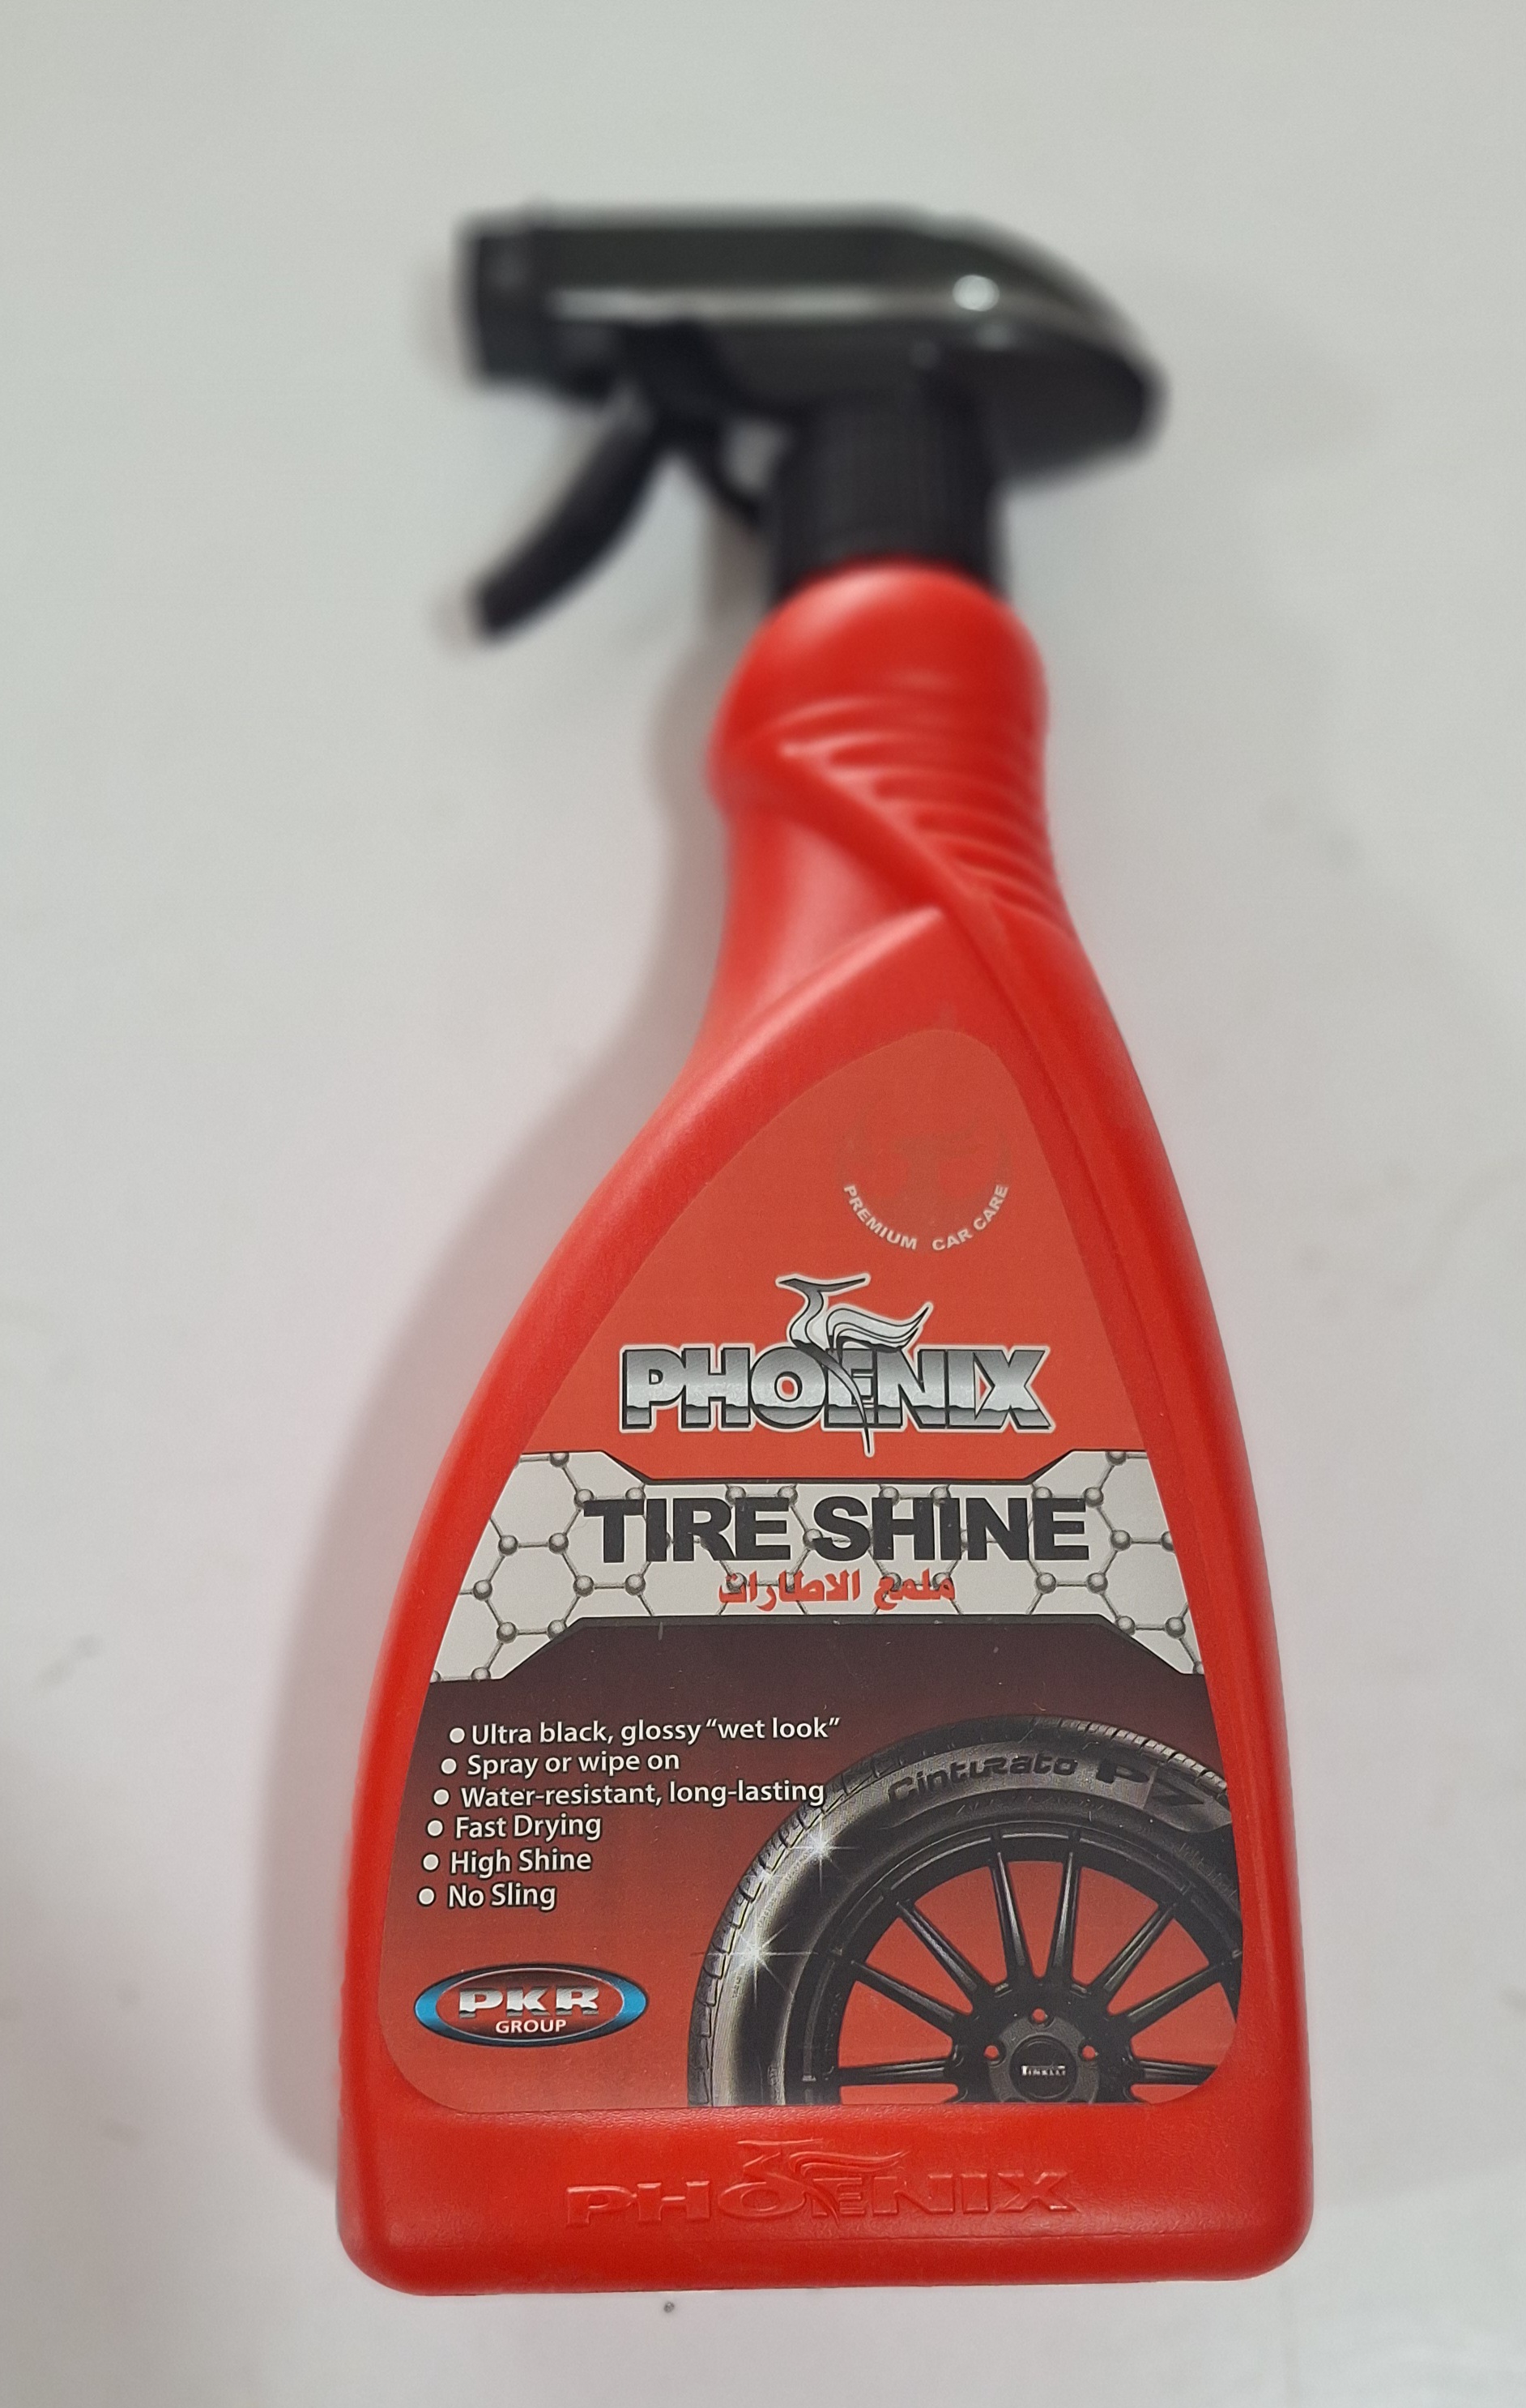 PREMIUM CAR CARE
PHOENIX
TIRE SHINE
ملمع الاطارات
Ultra black, glossy “wet look”
Spray or wipe on
Water-resistant, long-lasting
Fast Drying
High Shine
No Sling
Cinturato P7
PIRELLI
PKR
GROUP
PHOENIX